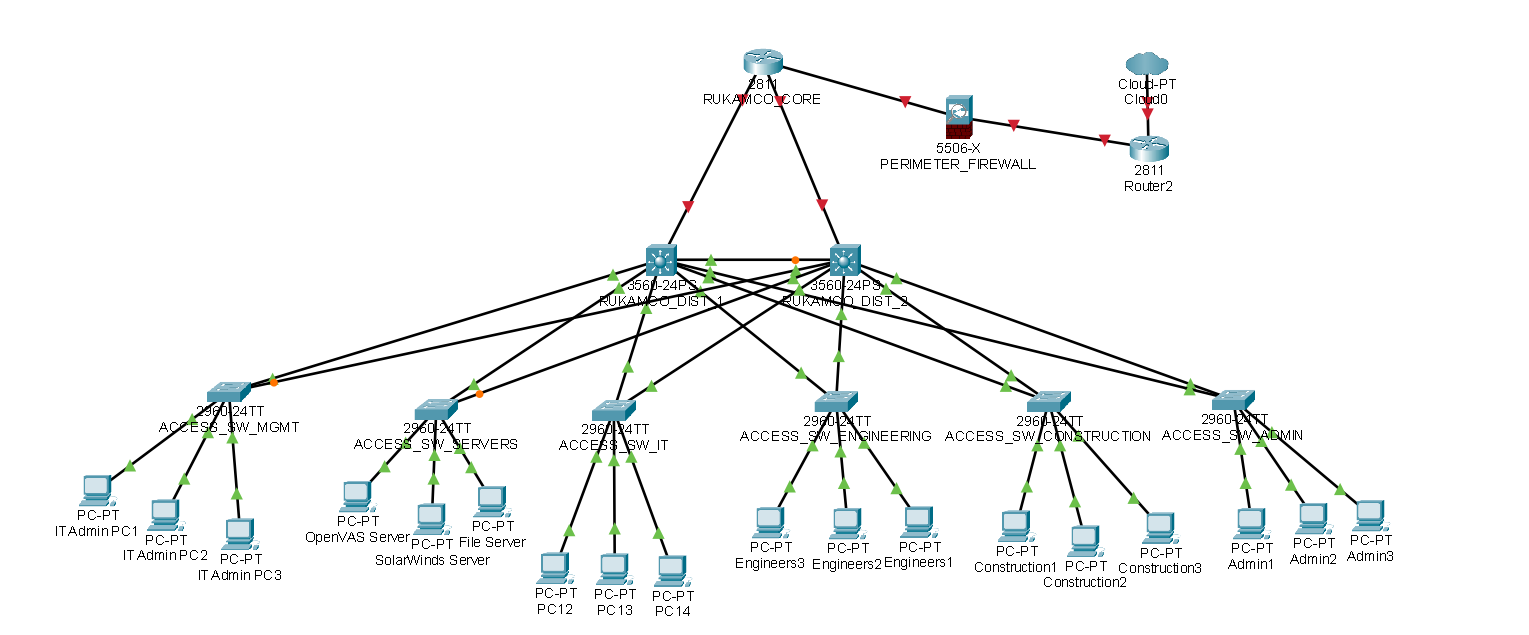 2811
RUKAMCO_CORE
Cloud-PT
Cloud0
5506-X
PERIMETER_FIREWALL
2811
Router2
3560-24PS
RUKAMCO_DIST_1
3560-24PS
RUKAMCO_DIST_2
2960-24TT
ACCESS_SW_MGMT
2960-24TT
ACCESS_SW_SERVERS
2960-24TT
ACCESS_SW_IT
2960-24TT
ACCESS_SW_ENGINEERING
2960-24TT
ACCESS_SW_CONSTRUCTION
2960-24TT
ACCESS_SW_ADMIN
PC-PT
IT Admin PC1
PC-PT
IT Admin PC2
PC-PT
IT Admin PC3
PC-PT
OpenVAS Server
PC-PT
SolarWinds Server
PC-PT
File Server
PC-PT
PC12
PC-PT
PC13
PC-PT
PC14
PC-PT
Engineers3
PC-PT
Engineers2
PC-PT
Engineers1
PC-PT
Construction1
PC-PT
Construction2
PC-PT
Construction3
PC-PT
Admin1
PC-PT
Admin2
PC-PT
Admin3